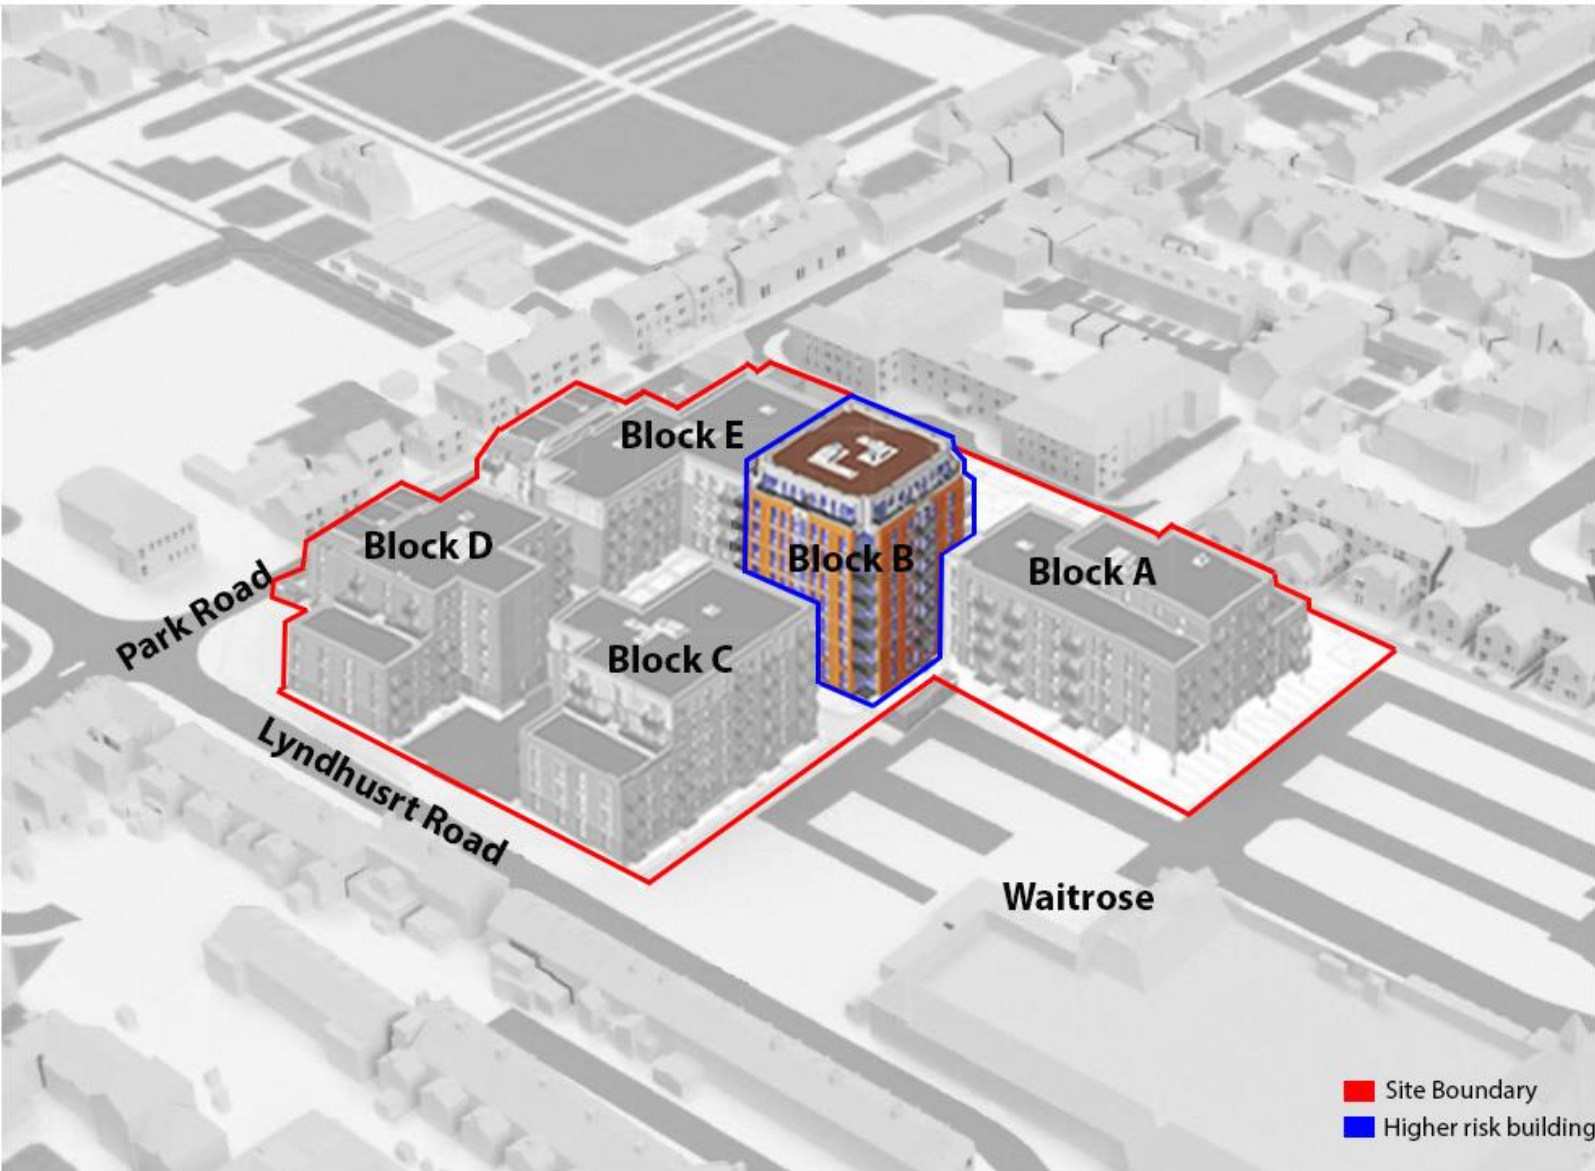 Block E
Block D
Block B
Block A
Park Road
Block C
Lyndhusrt Road
Waitrose
Site Boundary
Higher risk building